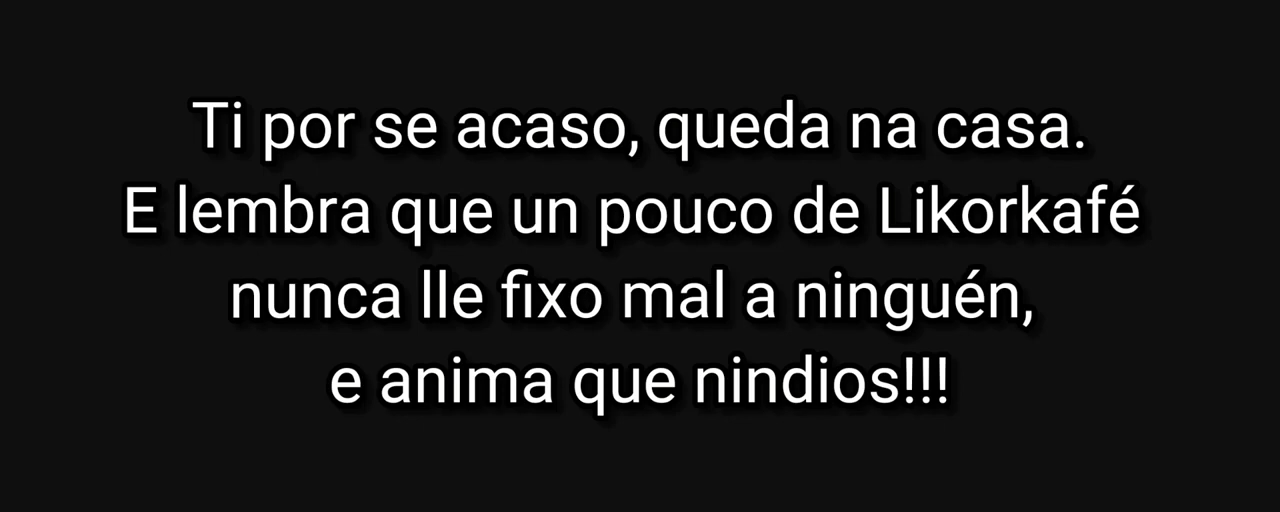 Ti por se acaso, queda na casa.
E lembra que un pouco de Likorkafé
nunca lle fixo mal a ninguén,
e anima que nindios!!!